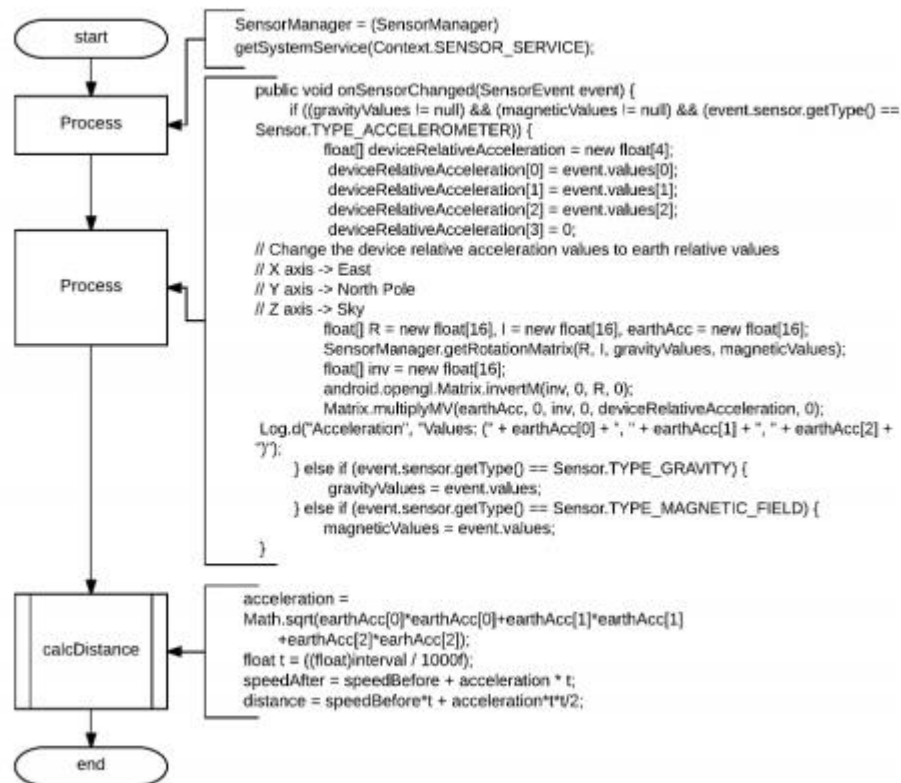 start
SensorManager = (SensorManager)
getSystemService(Context.SENSOR_SERVICE);
Process
public void onSensorChanged(SensorEvent event) {
if ((gravityValues != null) && (magneticValues != null) && (event.sensor.getType() ==
Sensor.TYPE_ACCELEROMETER)) {
float[] deviceRelativeAcceleration = new float[4];
deviceRelativeAcceleration[0] = event.values[0];
deviceRelativeAcceleration[1] = event.values[1];
deviceRelativeAcceleration[2] = event.values[2];
deviceRelativeAcceleration[3] = 0;
// Change the device relative acceleration values to earth relative values
// X axis -> East
// Y axis -> North Pole
// Z axis -> Sky
Process
float[] R = new float[16], I = new float[16], earthAcc = new float[16];
SensorManager.getRotationMatrix(R, I, gravityValues, magneticValues);
float[] inv = new float[16];
android.opengl.Matrix.invertM(inv, 0, R, 0);
Matrix.multiplyMV(earthAcc, 0, inv, 0, deviceRelativeAcceleration, 0);
Log.d("Acceleration", "Values: (" + earthAcc[0] + ", " + earthAcc[1] + ", " + earthAcc[2] +
")");
} else if (event.sensor.getType() == Sensor.TYPE_GRAVITY) {
gravityValues = event.values;
} else if (event.sensor.getType() == Sensor.TYPE_MAGNETIC_FIELD) {
magneticValues = event.values;
}
calcDistance
acceleration =
Math.sqrt(earthAcc[0]*earthAcc[0]+earthAcc[1]*earthAcc[1]
+earthAcc[2]*earhAcc[2]);
float t = ((float)interval / 1000f);
speedAfter = speedBefore + acceleration * t;
distance = speedBefore*t + acceleration*t*t/2;
end